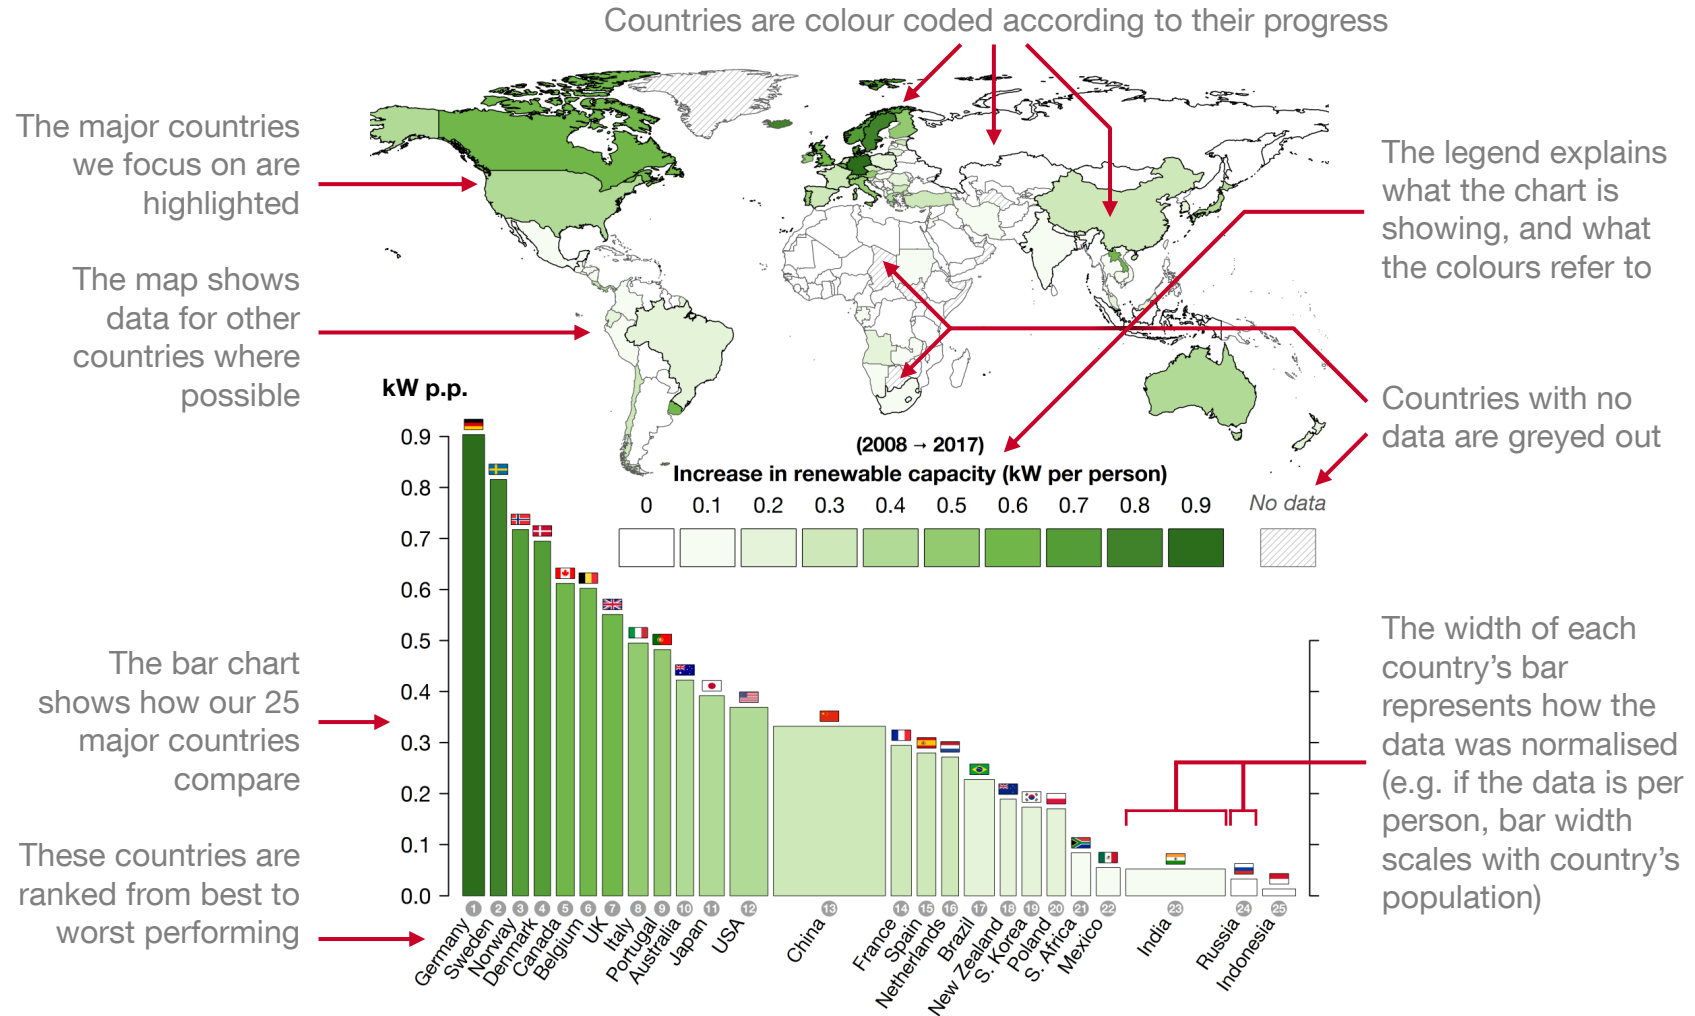 Countries are colour coded according to their progress
The major countries
we focus on are
highlighted
The map shows
data for other
countries where
possible
The legend explains
what the chart is
showing, and what
the colours refer to
Countries with no
data are greyed out
kW p.p.
(2008 → 2017)
Increase in renewable capacity (kW per person)
0 0.1 0.2 0.3 0.4 0.5 0.6 0.7 0.8 0.9
No data
0.9
0.8
0.7
0.6
0.5
0.4
0.3
0.2
0.1
0.0
The bar chart
shows how our 25
major countries
compare
These countries are
ranked from best to
worst performing
The width of each
country's bar
represents how the
data was normalised
(e.g. if the data is per
person, bar width
scales with country's
population)
1 2 3 4 5 6 7 8 9 10 11 12 13 14 15 16 17 18 19 20 21 22 23 24 25
Germany
Sweden
Norway
Denmark
Canada
Belgium
UK
Italy
Portugal
Australia
Japan
USA
China
France
Spain
Netherlands
Brazil
New Zealand
S. Korea
Poland
S. Africa
Mexico
India
Russia
Indonesia